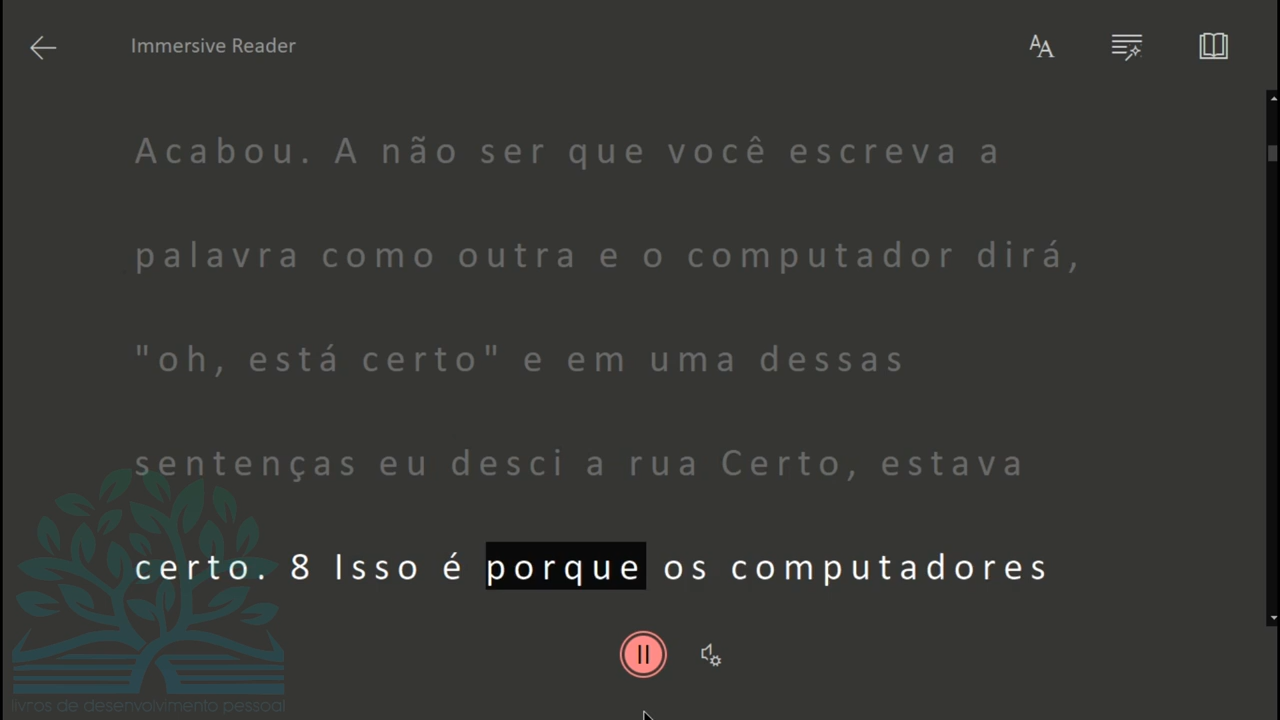 Immersive Reader
Acabou. A não ser que você escreva a
palavra como outra e o computador dirá,
"oh, está certo" e em uma dessas
sentenças eu desci a rua Certo, estava
certo. 8 Isso é porque os computadores
livros de desenvolvimento pessoal